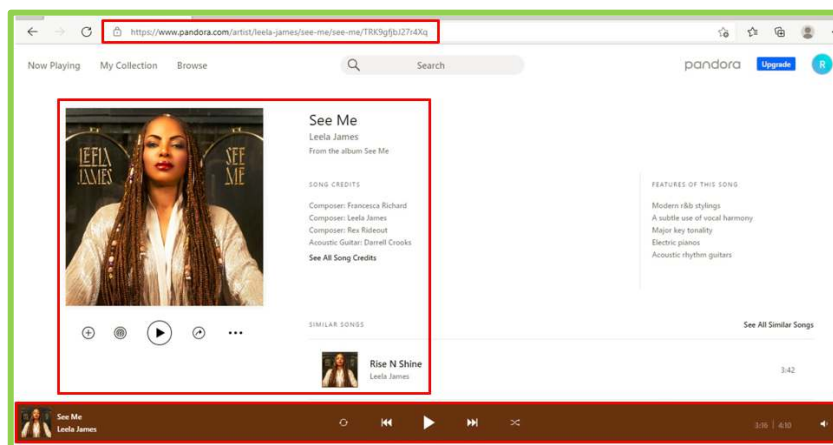 https://www.pandora.com/artist/leela-james/see-me/see-me/TRK9gfjbJ27r4Xq
Now Playing My Collection Browse Search pandora Upgrade R
LEELA JAMES
SEE ME
See Me
Leela James
From the album See Me
SONG CREDITS
Composer: Francesca Richard
Composer: Leela James
Composer: Rex Rideout
Acoustic Guitar: Darrell Crooks
See All Song Credits
FEATURES OF THIS SONG
Modern r&b stylings
A subtle use of vocal harmony
Major key tonality
Electric pianos
Acoustic rhythm guitars
SIMILAR SONGS See All Similar Songs
Rise N Shine
Leela James
3:42
See Me
Leela James
3:16 | 4:10